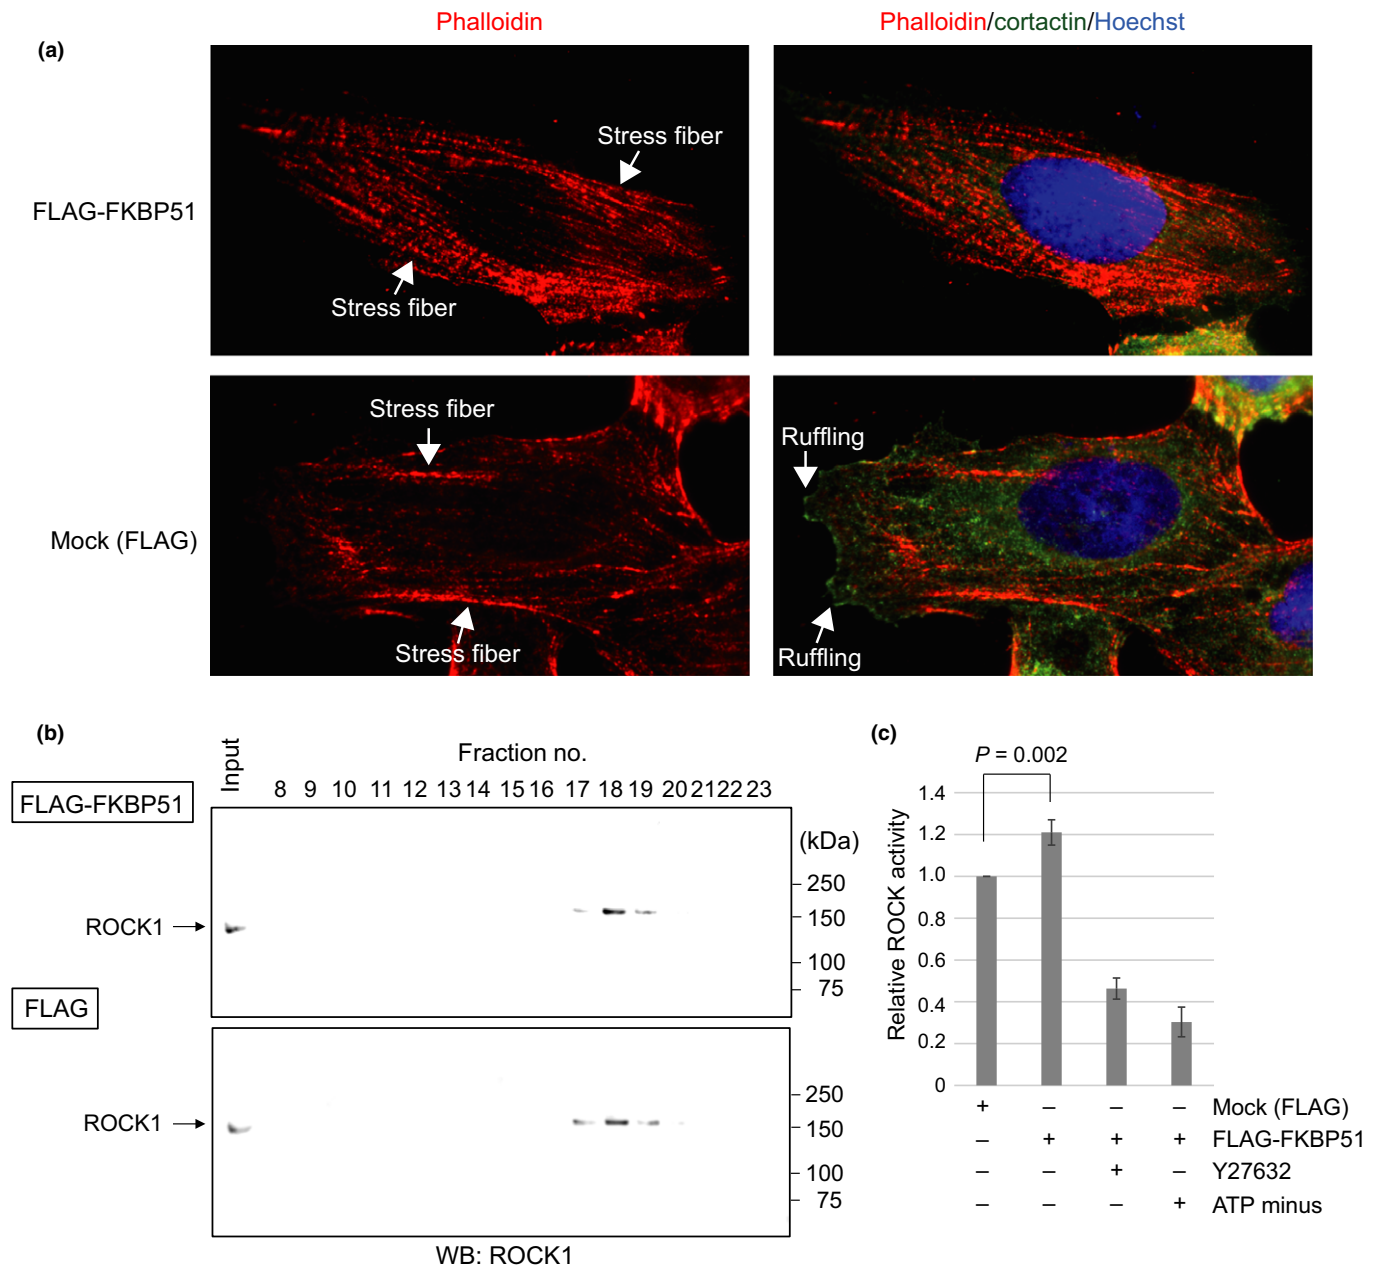 Phalloidin
Phalloidin/cortactin/Hoechst
(a)
FLAG-FKBP51
Stress fiber
Stress fiber
Mock (FLAG)
Stress fiber
Stress fiber
Ruffling
Ruffling
(b)
Input
Fraction no.
8 9 10 11 12 13 14 15 16 17 18 19 20 21 22 23
FLAG-FKBP51
(kDa)
250
150
100
75
ROCK1
FLAG
250
150
100
75
ROCK1
WB: ROCK1
(c)
P = 0.002
Relative ROCK activity
1.4
1.2
1.0
0.8
0.6
0.4
0.2
0
+ – – – Mock (FLAG)
– + + + FLAG-FKBP51
– – + – Y27632
– – – + ATP minus